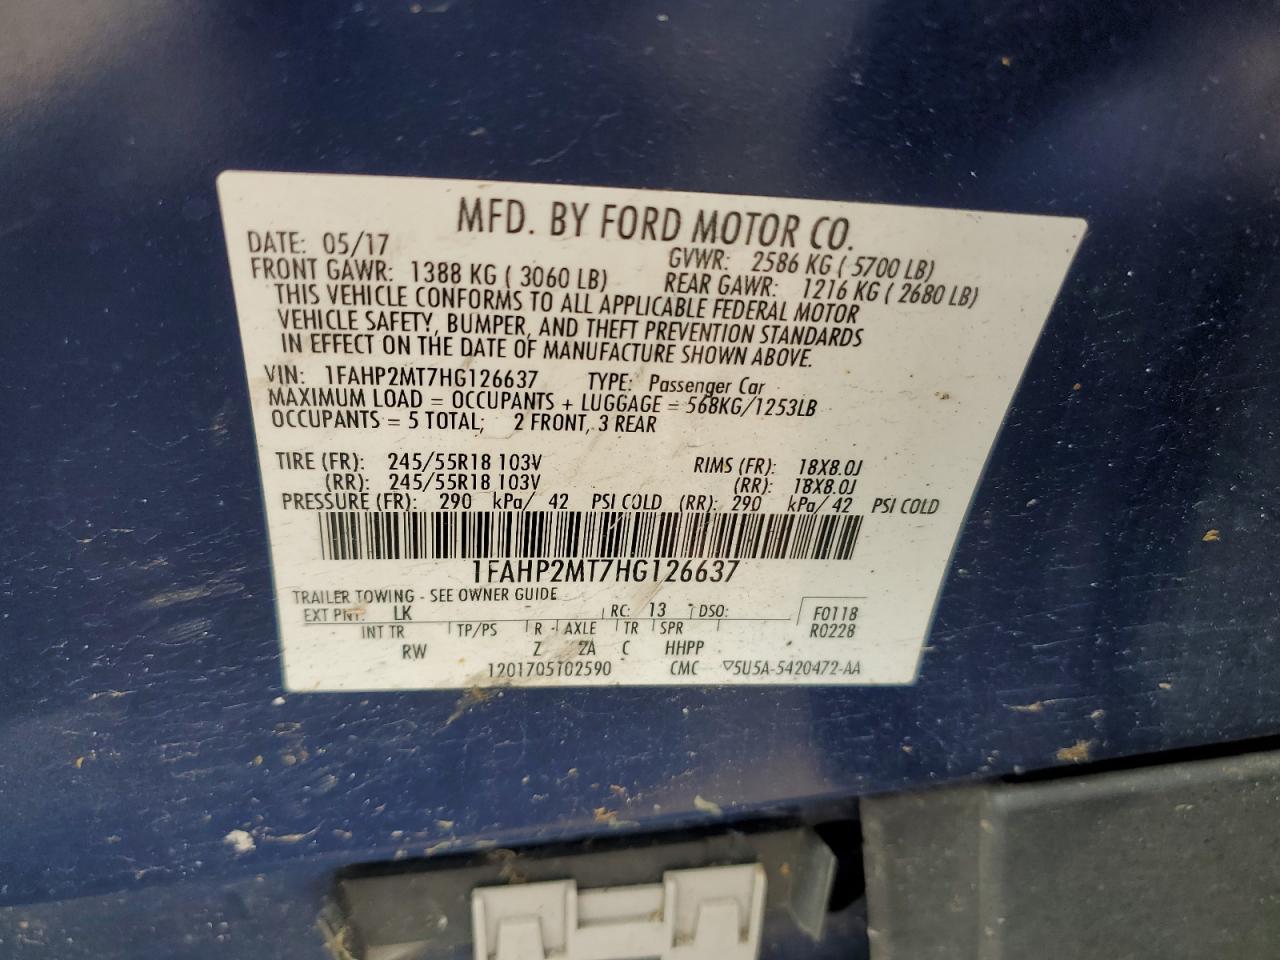 MFD. BY FORD MOTOR CO.
DATE: 05/17 GVWR: 2586 KG ( 5700 LB)
FRONT GAWR: 1388 KG ( 3060 LB) REAR GAWR: 1216 KG ( 2680 LB)
THIS VEHICLE CONFORMS TO ALL APPLICABLE FEDERAL MOTOR
VEHICLE SAFETY, BUMPER, AND THEFT PREVENTION STANDARDS
IN EFFECT ON THE DATE OF MANUFACTURE SHOWN ABOVE.
VIN: 1FAHP2MT7HG126637 TYPE: Passenger Car
MAXIMUM LOAD = OCCUPANTS + LUGGAGE = 568KG/1253LB
OCCUPANTS = 5 TOTAL; 2 FRONT, 3 REAR
TIRE (FR): 245/55R18 103V RIMS (FR): 18X8.0J
(RR): 245/55R18 103V (RR): 18X8.0J
PRESSURE (FR): 290 kPa/ 42 PSI COLD (RR): 290 kPa/ 42 PSI COLD
1FAHP2MT7HG126637
TRAILER TOWING - SEE OWNER GUIDE
EXT PNT: LK RC: 13 DSO: F0118
INT TR TP/PS R AXLE TR SPR R0228
RW Z 2A C HHPP
1201705102590 CMC ▽5U5A-5420472-AA